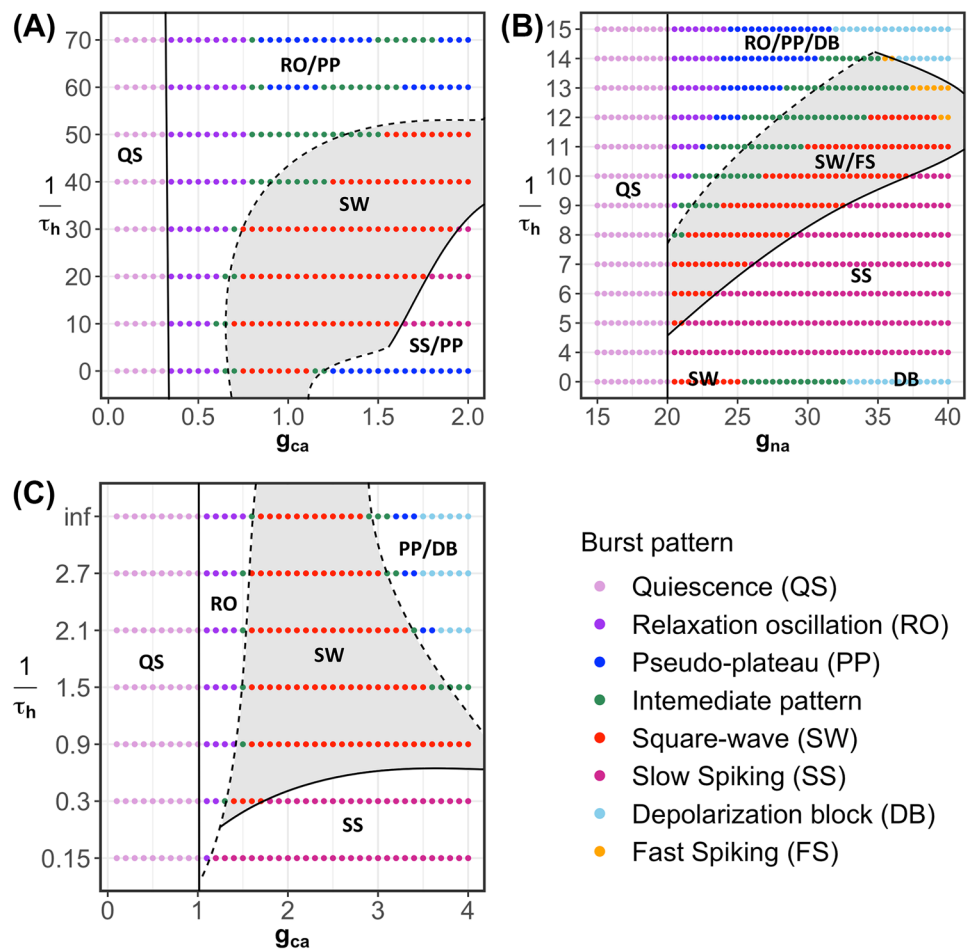 (A)
70
60
50
40
30
20
10
0
1
τh
RO/PP
QS
SW
SS/PP
0.0 0.5 1.0 1.5 2.0
gca
(B)
15
14
13
12
11
10
9
8
7
6
5
4
0
1
τh
RO/PP/DB
SW/FS
QS
SS
SW
DB
15 20 25 30 35 40
gna
(C)
inf
2.7
2.1
1.5
0.9
0.3
0.15
1
τh
PP/DB
RO
SW
QS
SS
0 1 2 3 4
gca
Burst pattern
Quiescence (QS)
Relaxation oscillation (RO)
Pseudo-plateau (PP)
Intemediate pattern
Square-wave (SW)
Slow Spiking (SS)
Depolarization block (DB)
Fast Spiking (FS)